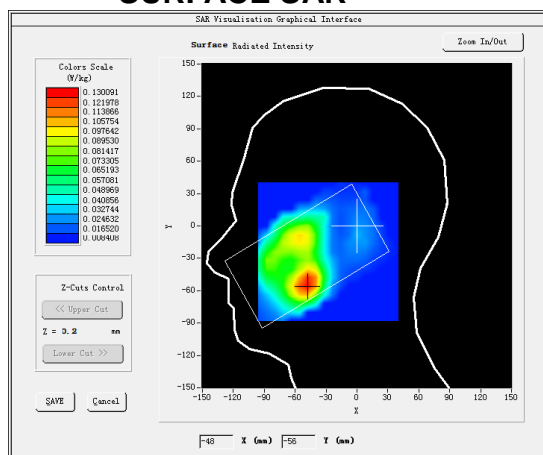 SURFACE SAR
SAR Visualisation Graphical Interface
Surface Radiated Intensity
Zoom In/Out
Colors Scale
(W/kg)
0.130091
0.121978
0.113866
0.105754
0.097642
0.089530
0.081417
0.073305
0.065193
0.057081
0.048969
0.040856
0.032744
0.024632
0.016520
0.008408
150
120
90
60
30
Y
0
-30
-60
-90
-120
-150
-150 -120 -90 -60 -30 0 30 60 90 120 150
X
Z-Cuts Control
<< Upper Cut
Z = 0.2 mm
Lower Cut >>
SAVE Cancel
-48 X (mm) -56 Y (mm)